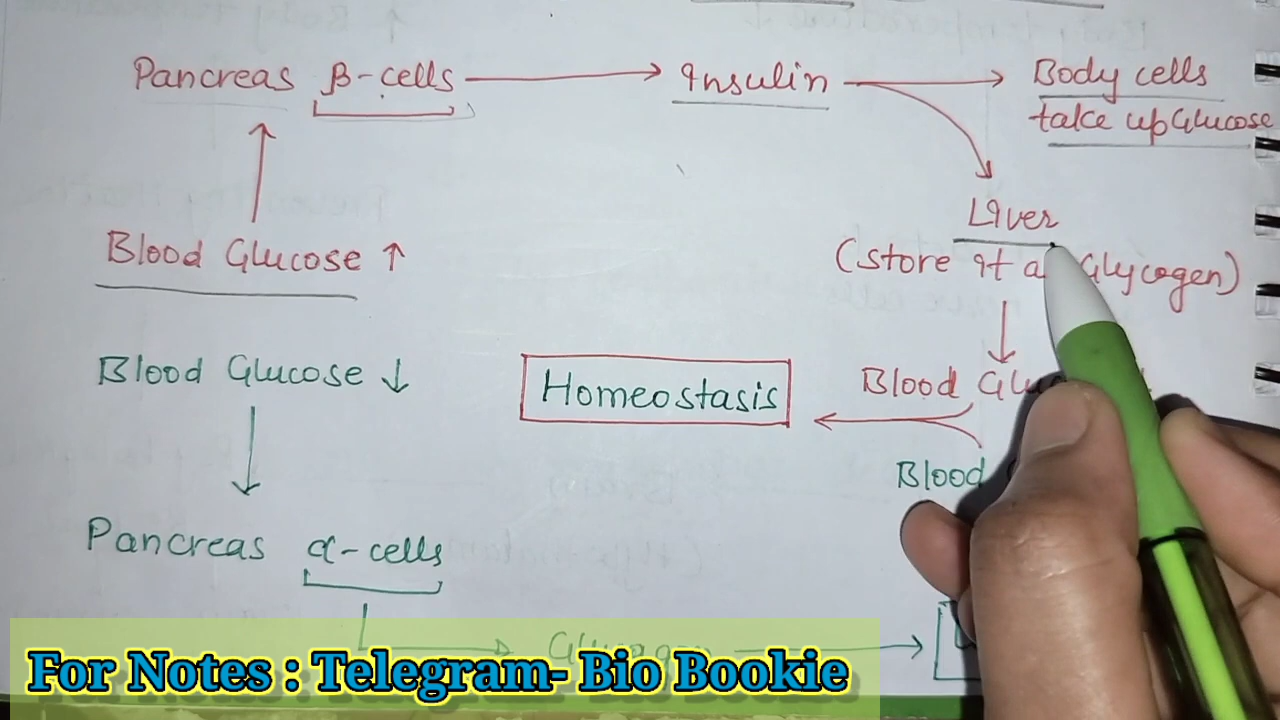 Pancreas β-cells → Insulin → Body cells
take up Glucose
Blood Glucose ↑
Liver
(store it as Glycogen)
Blood Glucose ↓
Homeostasis
Blood
Blood
Pancreas α-cells
For Notes : Telegram- Bio Bookie